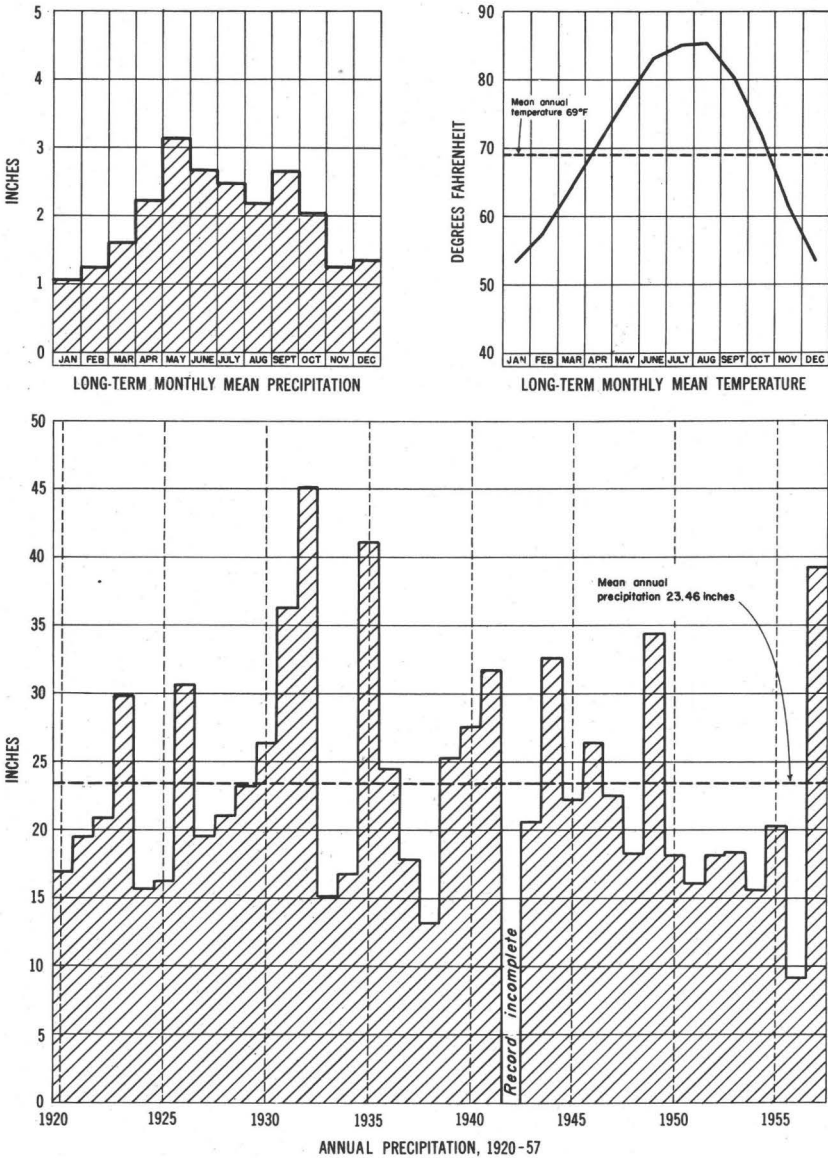 5
4
3
2
1
0
INCHES
JAN FEB MAR APR MAY JUNE JULY AUG SEPT OCT NOV DEC
LONG-TERM MONTHLY MEAN PRECIPITATION
90
80
70
60
50
40
DEGREES FAHRENHEIT
Mean annual
temperature 69°F
JAN FEB MAR APR MAY JUNE JULY AUG SEPT OCT NOV DEC
LONG-TERM MONTHLY MEAN TEMPERATURE
50
45
40
35
30
25
20
15
10
5
0
INCHES
Mean annual
precipitation 23.46 inches
Record incomplete
1920 1925 1930 1935 1940 1945 1950 1955
ANNUAL PRECIPITATION, 1920-57